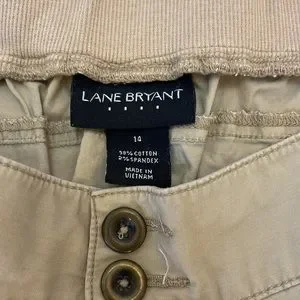 LANE BRYANT
14
98% COTTON
2% SPANDEX
MADE IN
VIETNAM